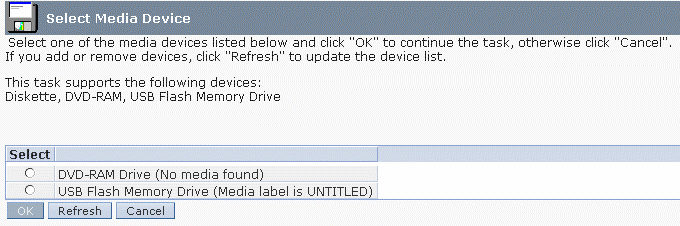 Select Media Device
Select one of the media devices listed below and click "OK" to continue the task, otherwise click "Cancel".
If you add or remove devices, click "Refresh" to update the device list.
This task supports the following devices:
Diskette, DVD-RAM, USB Flash Memory Drive
Select
DVD-RAM Drive (No media found)
USB Flash Memory Drive (Media label is UNTITLED)
OK Refresh Cancel